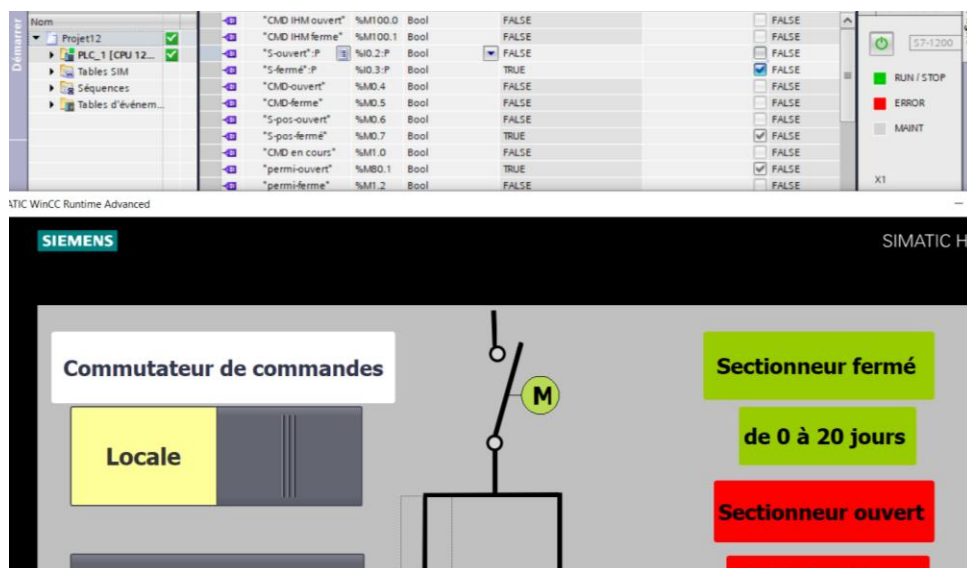 Démarrer
Nom
Projet12
PLC_1 [CPU 12...
Tables SIM
Séquences
Tables d'événem...
"CMD IHM ouvert" %M100.0 Bool FALSE FALSE
"CMD IHM ferme" %M100.1 Bool FALSE FALSE
"S-ouvert":P %I0.2:P Bool FALSE FALSE
"S-fermé":P %I0.3:P Bool TRUE FALSE
"CMD-ouvert" %M0.4 Bool FALSE FALSE
"CMD-ferme" %M0.5 Bool FALSE FALSE
"S-pos-ouvert" %M0.6 Bool FALSE FALSE
"S-pos-fermé" %M0.7 Bool TRUE FALSE
"CMD en cours" %M1.0 Bool FALSE FALSE
"permi-ouvert" %M80.1 Bool TRUE FALSE
"permi-ferme" %M1.2 Bool FALSE FALSE
S7-1200
RUN / STOP
ERROR
MAINT
X1
ATIC WinCC Runtime Advanced
SIEMENS
SIMATIC H
Commutateur de commandes
Locale
M
Sectionneur fermé
de 0 à 20 jours
Sectionneur ouvert